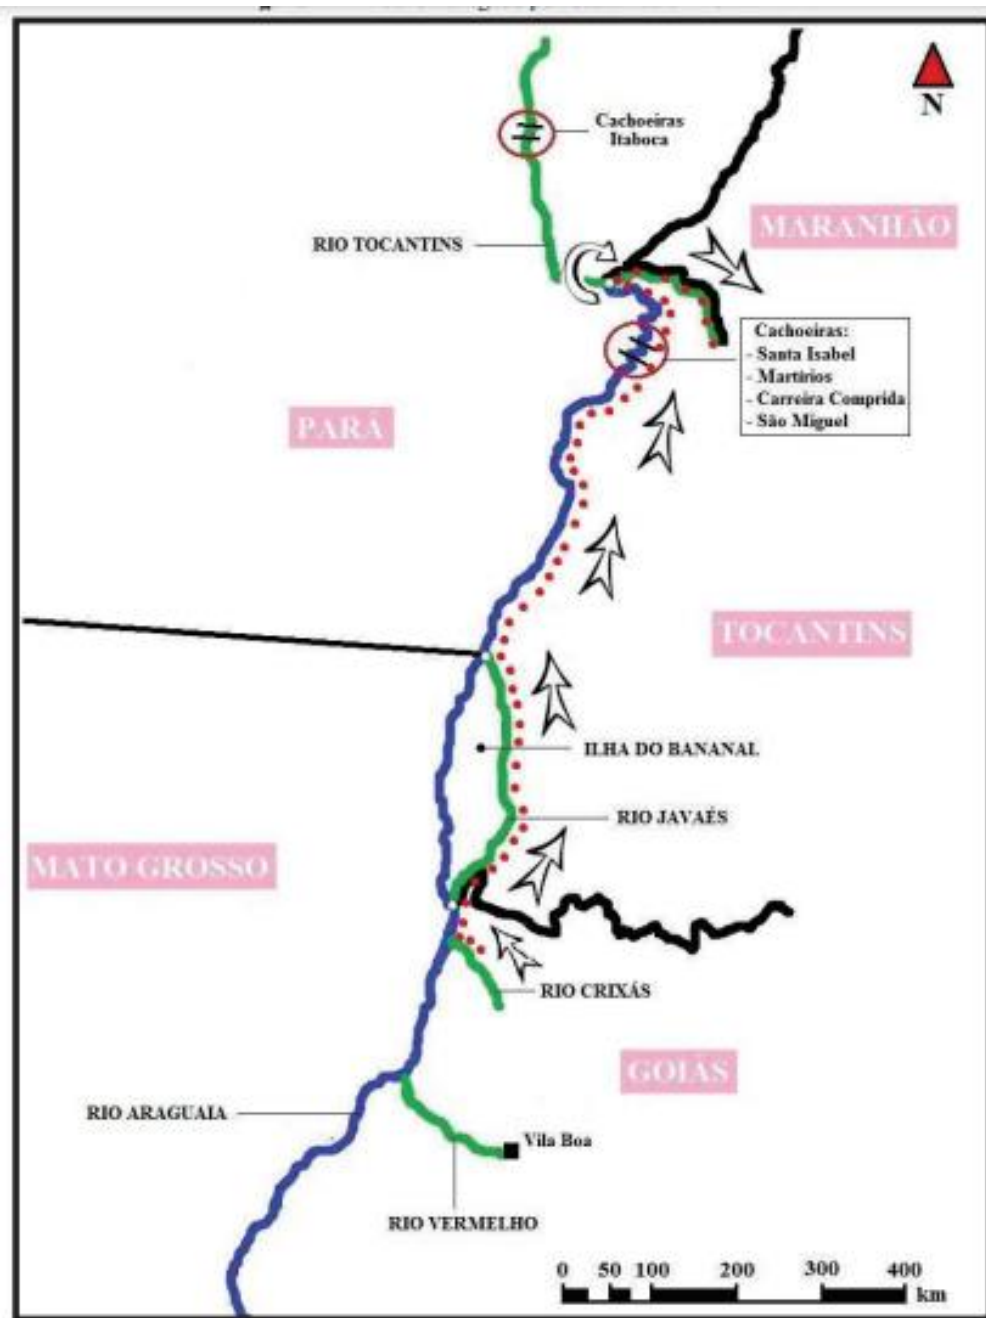 N
Cachoeiras
Itaboca
MARANHÃO
RIO TOCANTINS
Cachoeiras:
- Santa Isabel
- Martírios
- Carreira Comprida
- São Miguel
PARÁ
TOCANTINS
ILHA DO BANANAL
RIO JAVAÉS
MATO GROSSO
RIO CRIXÁS
GOIÁS
RIO ARAGUAIA
Vila Boa
RIO VERMELHO
0 50 100 200 300 400
km